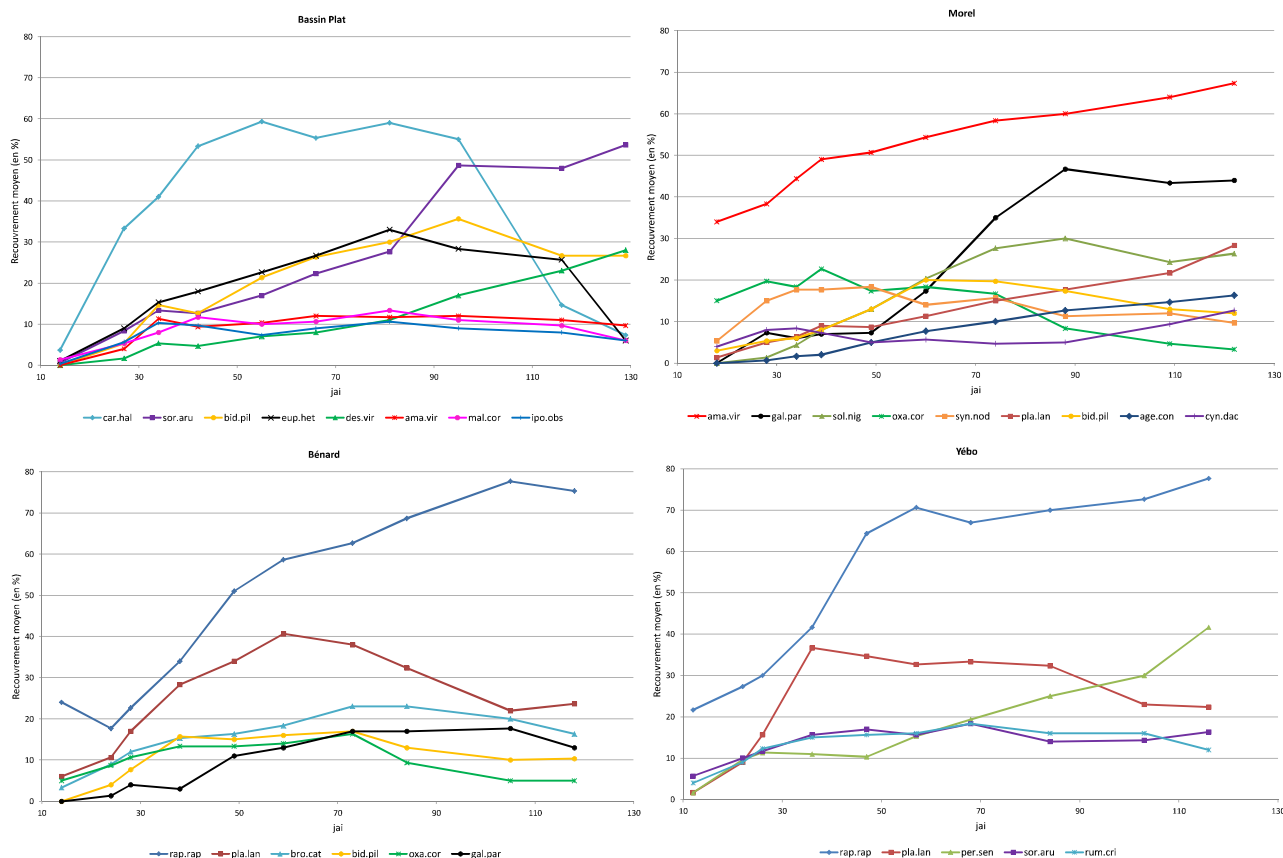 Bassin Plat
Recouvrement moyen (en %)
80
70
60
50
40
30
20
10
0
10 30 50 70 90 110 130
jai
car.hal sor.aru bid.pil eup.het des.vir ama.vir mal.cor ipo.obs
Morel
Recouvrement moyen (en %)
80
70
60
50
40
30
20
10
0
10 30 50 70 90 110 130
jai
ama.vir gal.par sol.nig oxa.cor syn.nod pla.lan bid.pil age.con cyn.dac
Bénard
Recouvrement moyen (en %)
80
70
60
50
40
30
20
10
0
10 30 50 70 90 110 130
jai
rap.rap pla.lan bro.cat bid.pil oxa.cor gal.par
Yébo
Recouvrement moyen (en %)
80
70
60
50
40
30
20
10
0
10 30 50 70 90 110 130
jai
rap.rap pla.lan per.sen sor.aru rum.cri